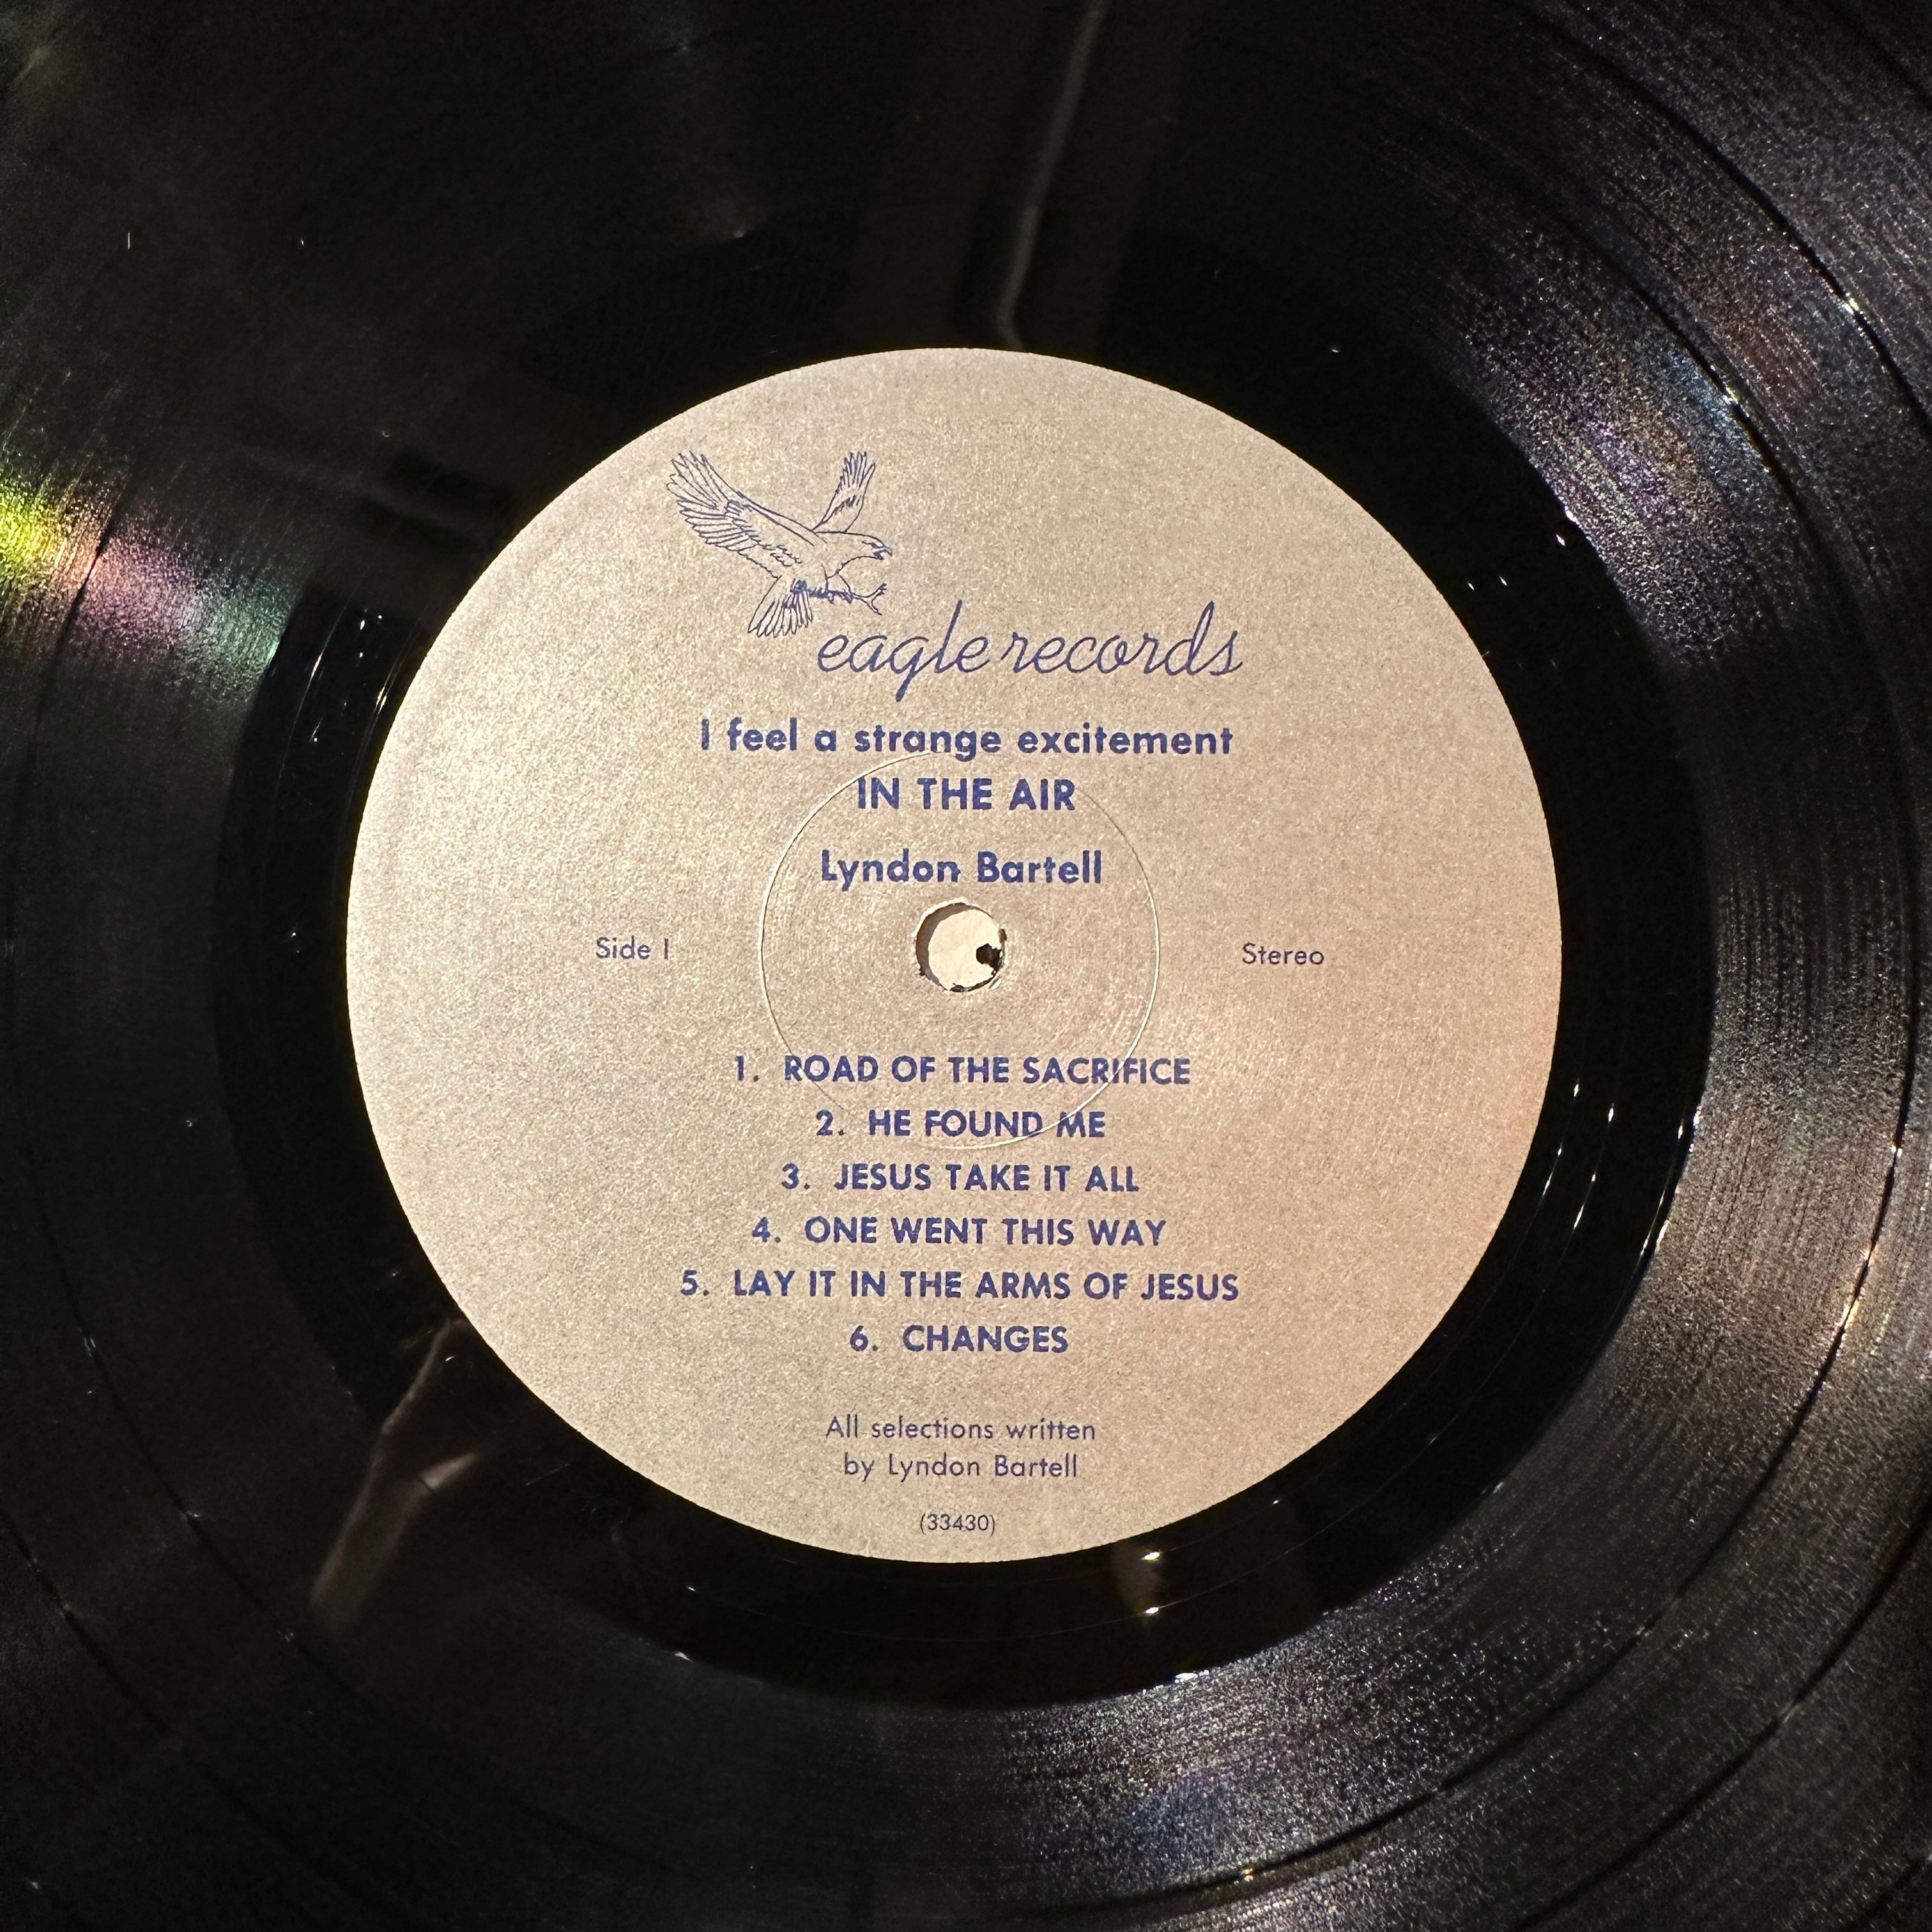 eagle records
I feel a strange excitement
IN THE AIR
Lyndon Bartell
Side 1
Stereo
1. ROAD OF THE SACRIFICE
2. HE FOUND ME
3. JESUS TAKE IT ALL
4. ONE WENT THIS WAY
5. LAY IT IN THE ARMS OF JESUS
6. CHANGES
All selections written
by Lyndon Bartell
(33430)